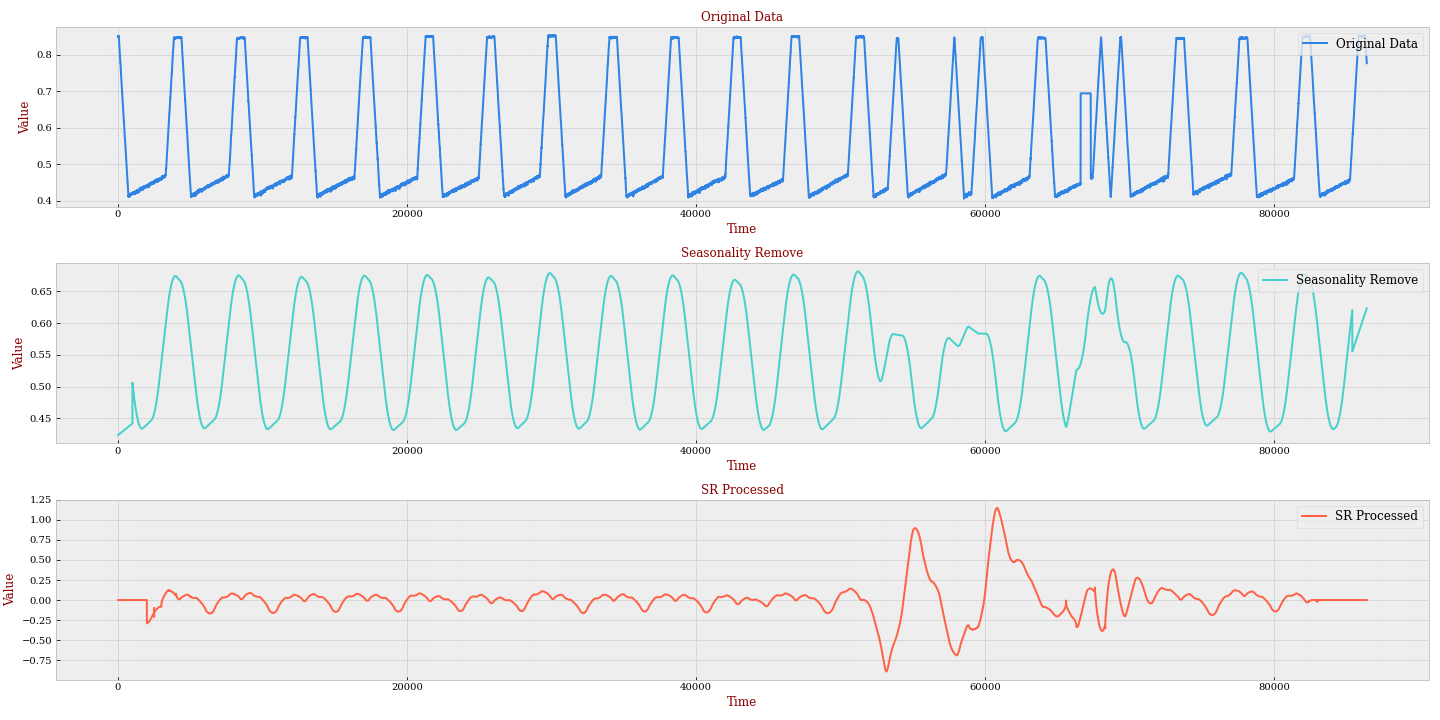 Original Data
Original Data
0.8
0.7
0.6
0.5
0.4
Value
0 20000 40000 60000 80000
Time
Seasonality Remove
Seasonality Remove
0.65
0.60
0.55
0.50
0.45
Value
0 20000 40000 60000 80000
Time
SR Processed
SR Processed
1.25
1.00
0.75
0.50
0.25
0.00
−0.25
−0.50
−0.75
Value
0 20000 40000 60000 80000
Time